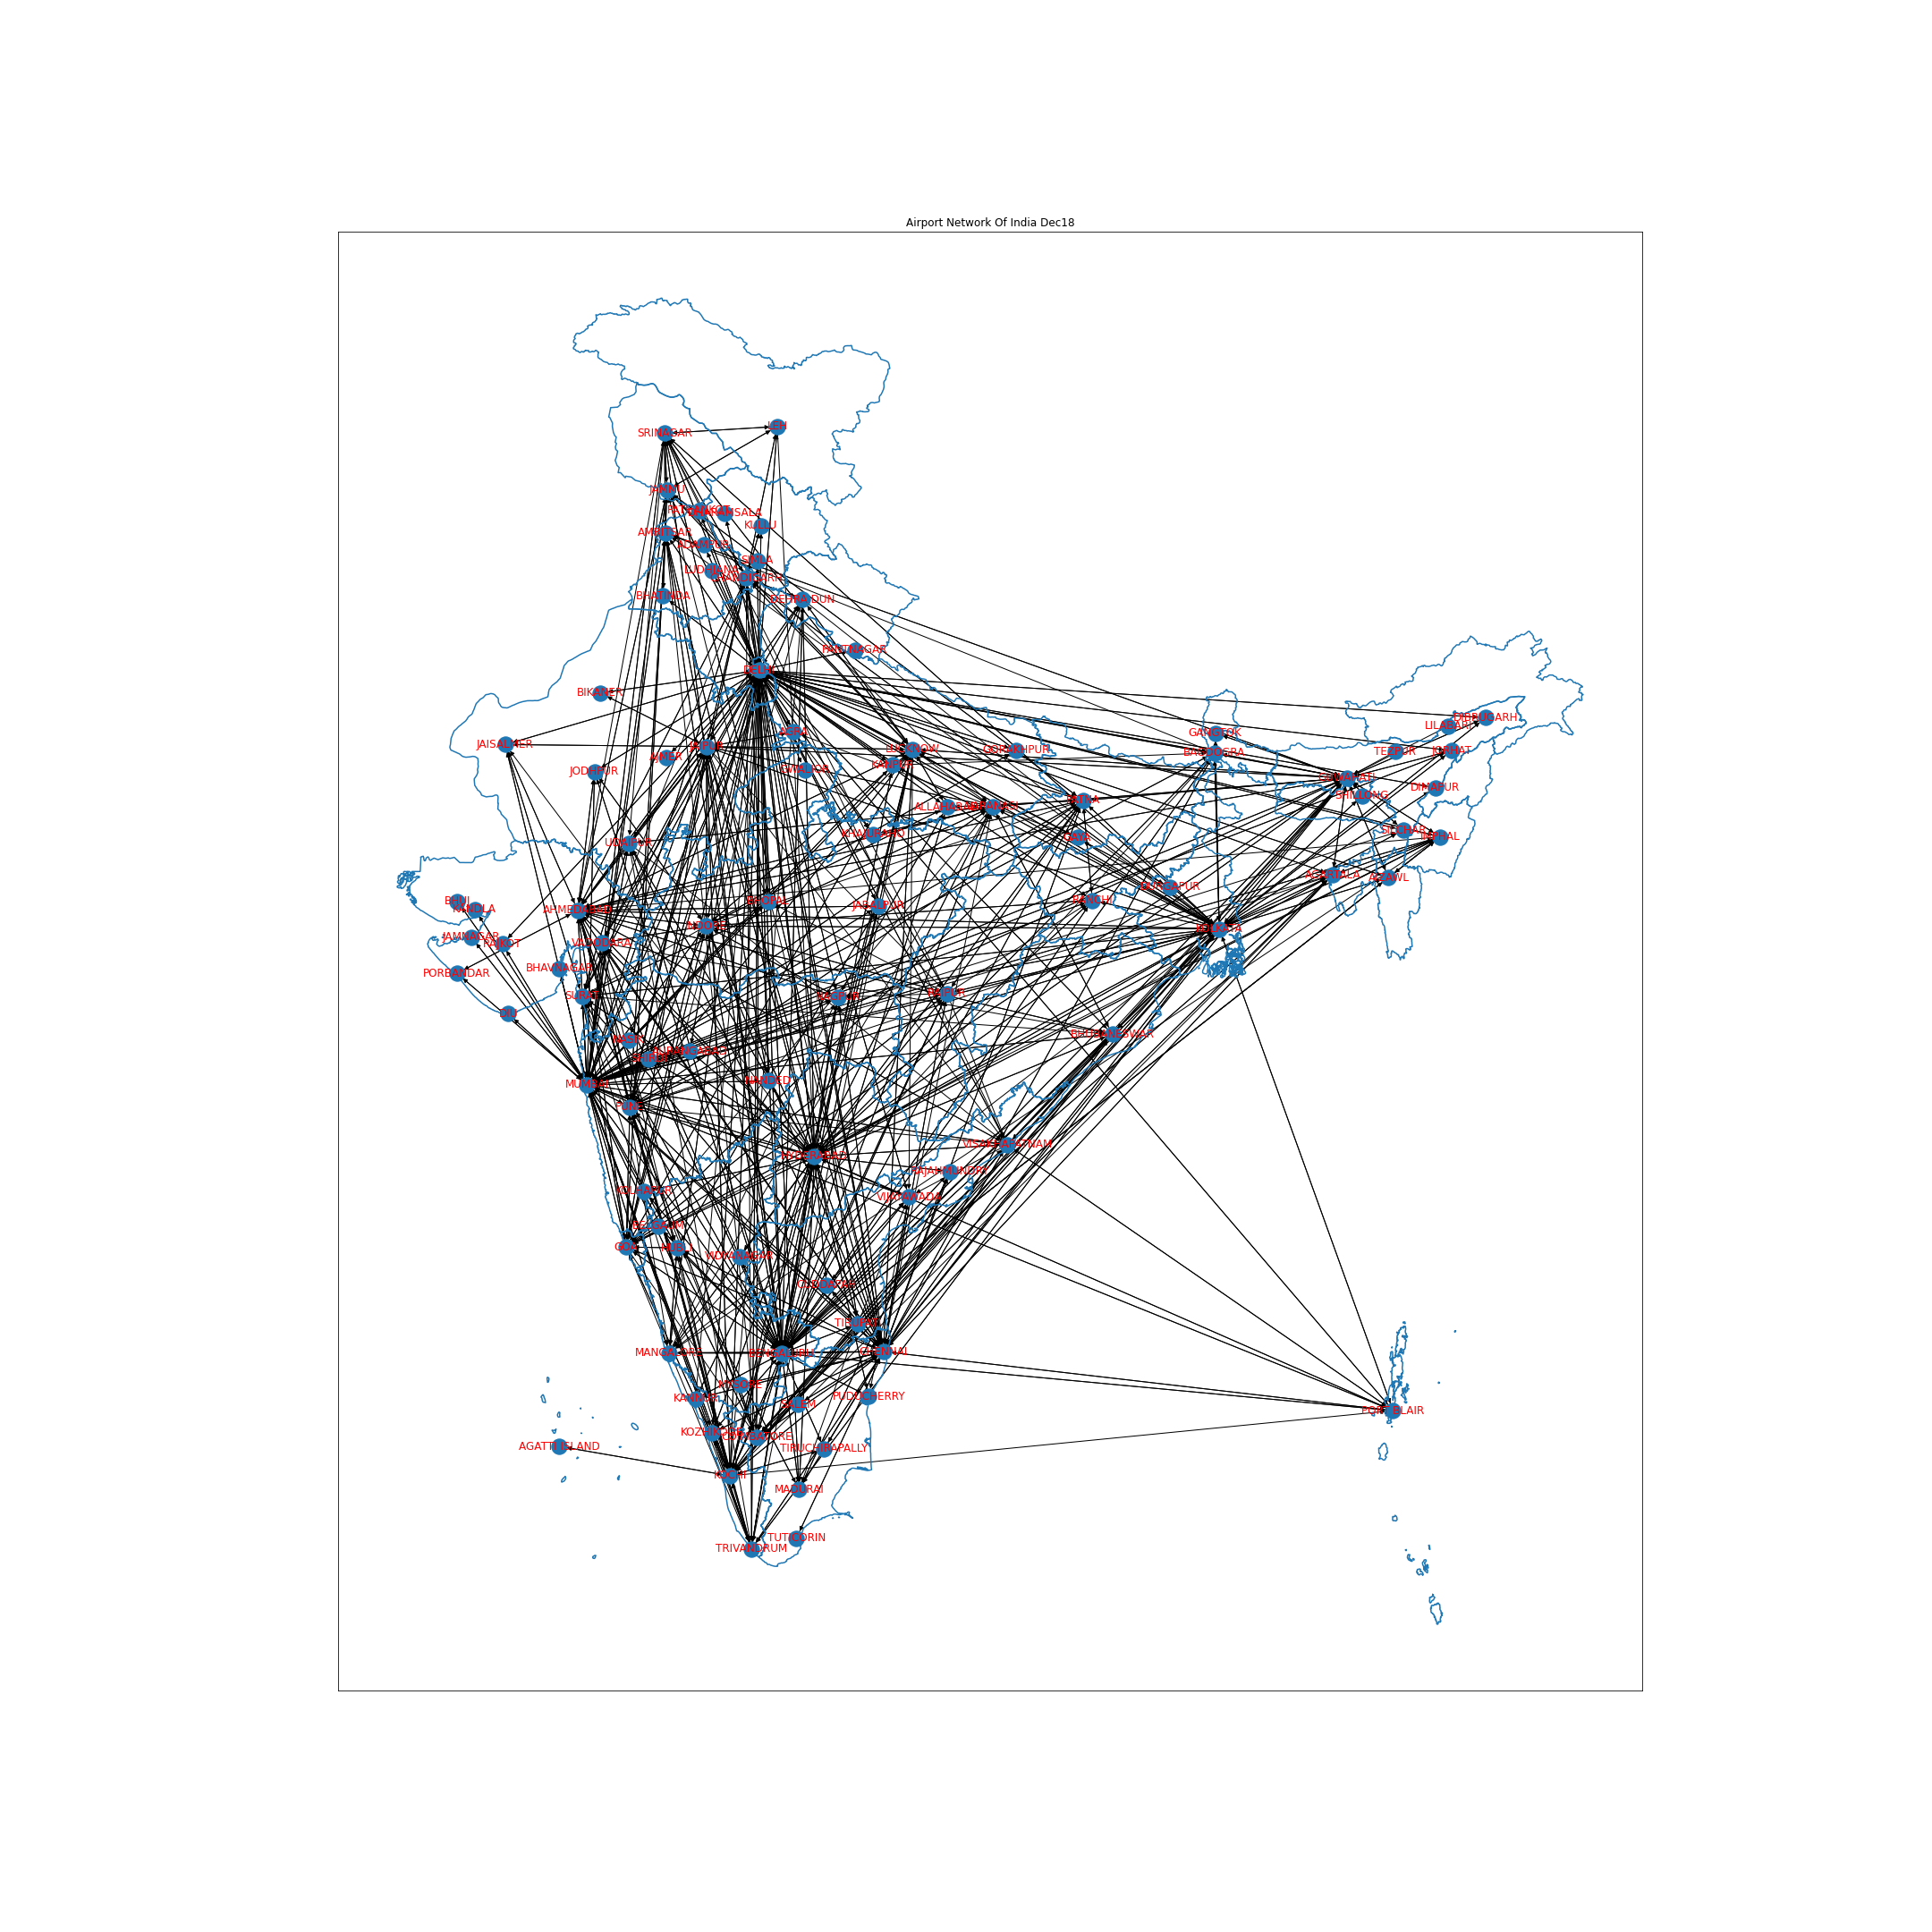 Airport Network Of India Dec18
LEH
SRINAGAR
JAMMU
KULLU
AMRITSAR
SIMLA
LUDHIANA
CHANDIGARH
BHATINDA
DEHRA DUN
PANTNAGAR
DELHI
BIKANER
DIBRUGARH
LILABARI
AGRA
GANGTOK
JAISALMER
JAIPUR
LUCKNOW
GORAKHPUR
BAGDOGRA
TEZPUR
JORHAT
AJMER
KANPUR
JODHPUR
GWALIOR
GUWAHATI
DIMAPUR
SHILLONG
PATNA
ALLAHABAD
VARANASI
SILCHAR
KHAJURAHO
GAYA
IMPHAL
UDAIPUR
AGARTALA
AIZAWL
DURGAPUR
BHUJ
BHOPAL
RANCHI
JABALPUR
KANDLA
AHMEDABAD
INDORE
KOLKATA
JAMNAGAR
RAJKOT
VADODARA
BHAVNAGAR
PORBANDAR
SURAT
NAGPUR
RAIPUR
DIU
BHUBANESWAR
NASIK
AURANGABAD
SHIRDI
NANDED
MUMBAI
PUNE
VISAKHAPATNAM
HYDERABAD
RAJAHMUNDRY
KOLHAPUR
VIJAYAWADA
BELGAUM
GOA
HUBLI
VIDYANAGAR
CUDDAPAH
TIRUPATI
MANGALORE
BENGALURU
CHENNAI
MYSORE
KANNUR
PUDUCHERRY
SALEM
PORT BLAIR
KOZHIKODE
COIMBATORE
AGATTI ISLAND
TIRUCHIRAPALLY
KOCHI
MADURAI
TUTICORIN
TRIVANDRUM